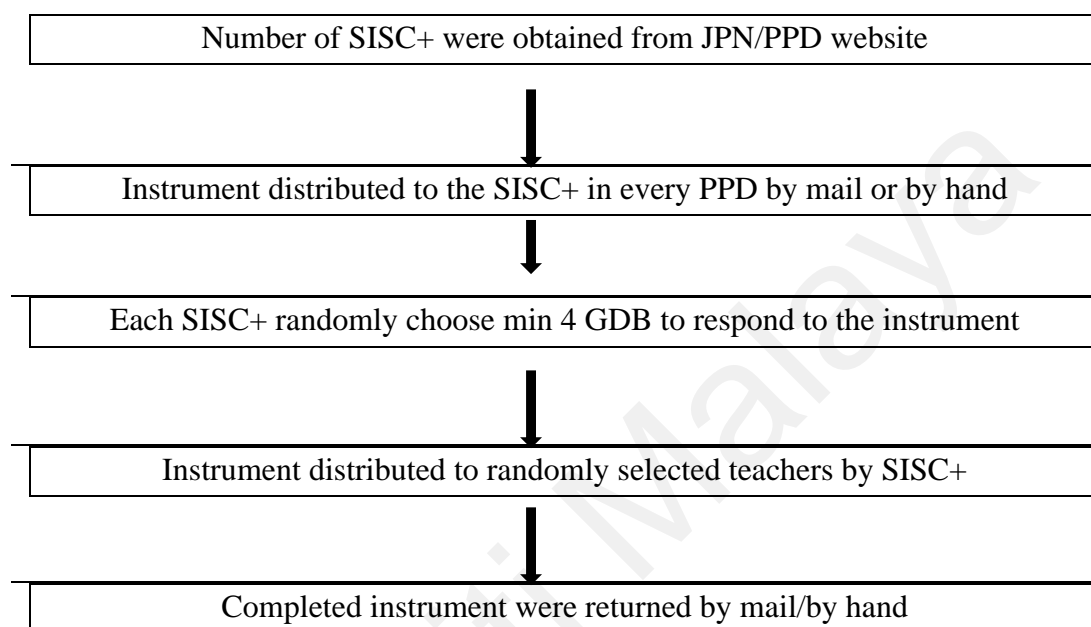 Number of SISC+ were obtained from JPN/PPD website
Instrument distributed to the SISC+ in every PPD by mail or by hand
Each SISC+ randomly choose min 4 GDB to respond to the instrument
Instrument distributed to randomly selected teachers by SISC+
Completed instrument were returned by mail/by hand
ti Malaya